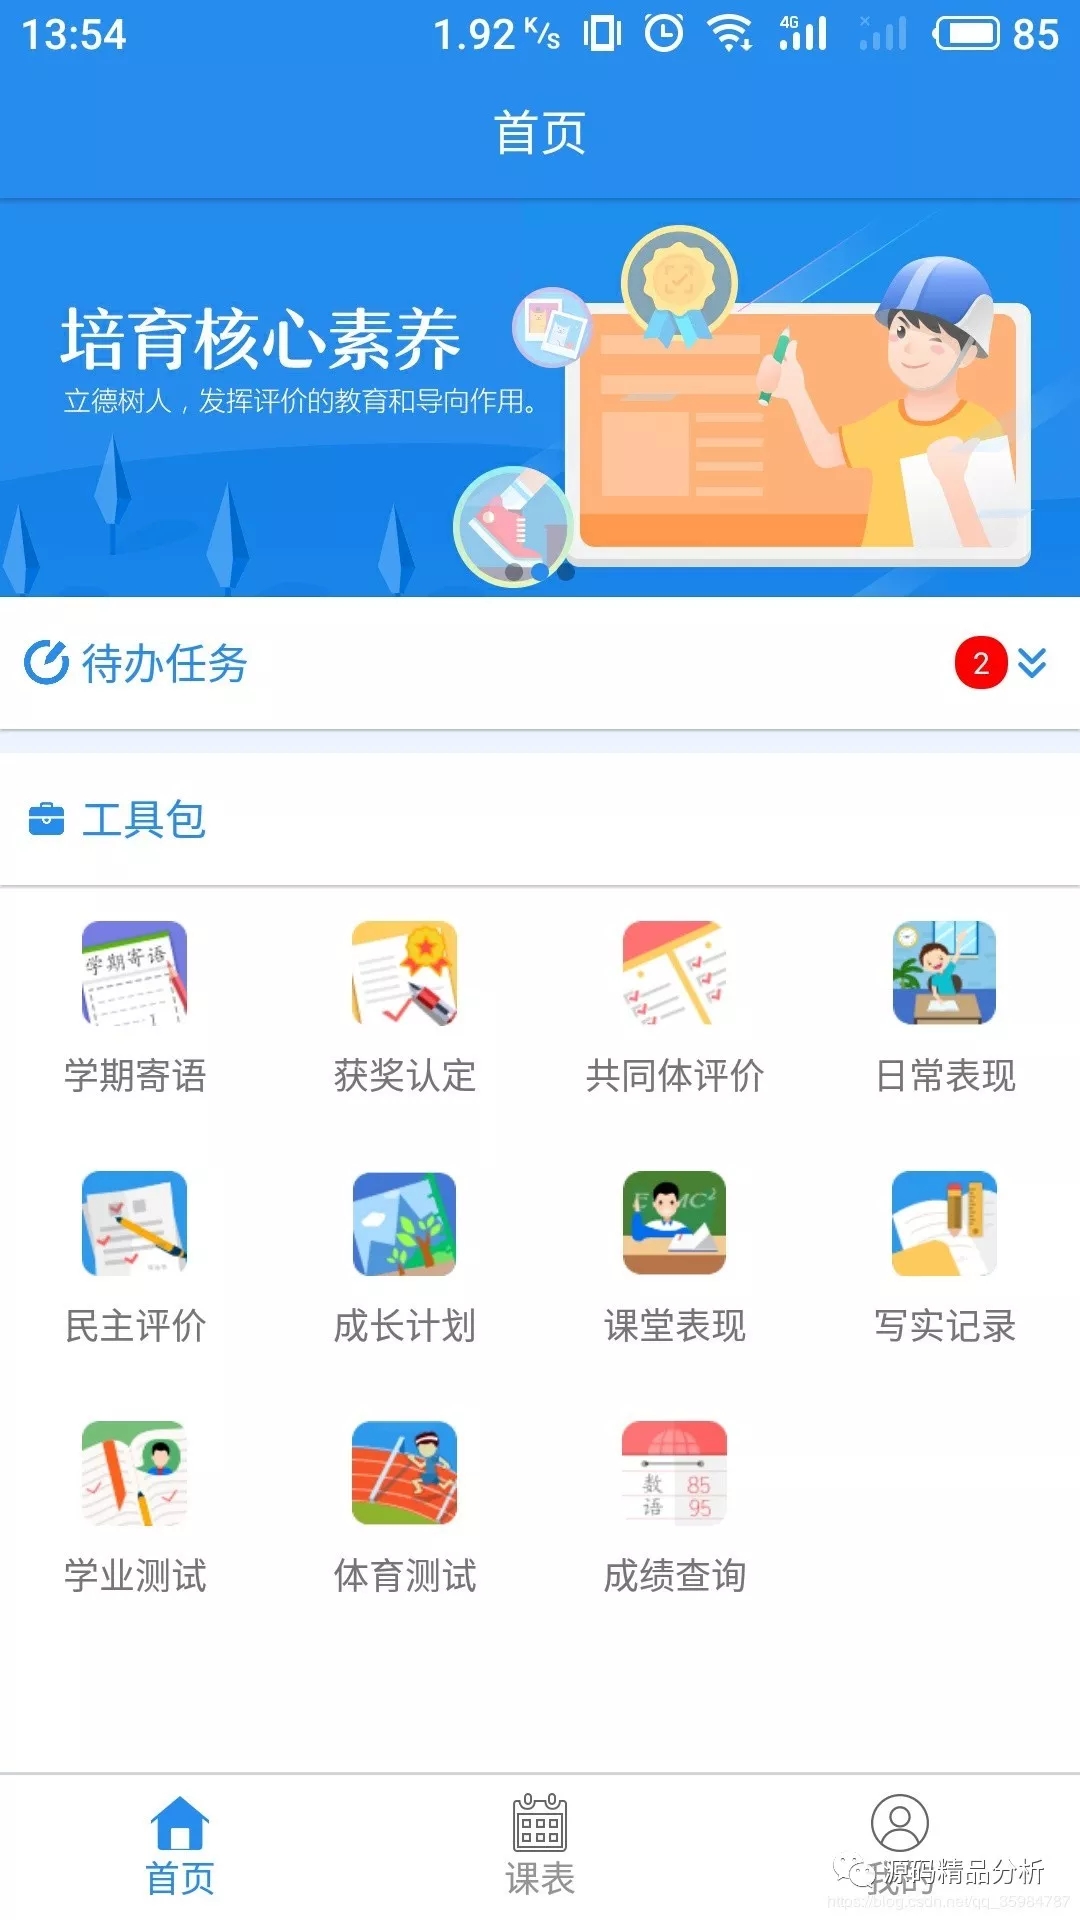 13:54 1.92 K/s 4G 85
首页
培育核心素养
立德树人，发挥评价的教育和导向作用。
待办任务 2
工具包
学期寄语
学期寄语 获奖认定 共同体评价 日常表现
E=MC²
民主评价 成长计划 课堂表现 写实记录
数 85
语 95
学业测试 体育测试 成绩查询
首页 课表 我的
源码精品分析
https://blog.csdn.net/qq_35984787